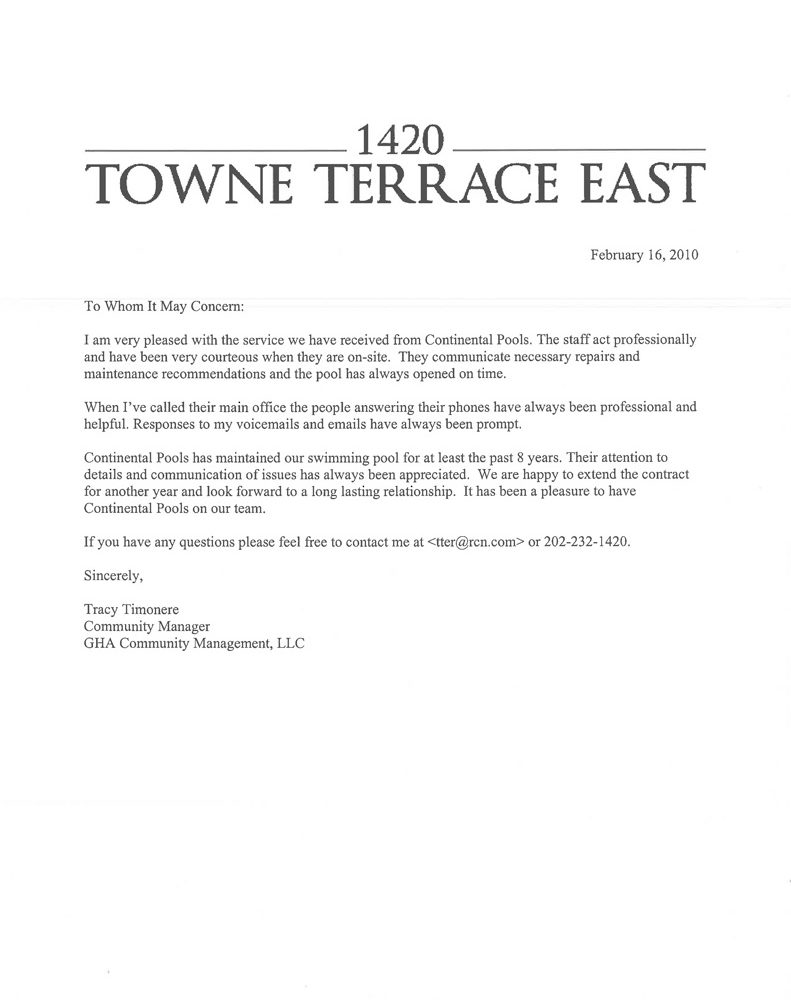 1420
TOWNE TERRACE EAST
February 16, 2010
To Whom It May Concern:
I am very pleased with the service we have received from Continental Pools. The staff act professionally
and have been very courteous when they are on-site.  They communicate necessary repairs and
maintenance recommendations and the pool has always opened on time.
When I've called their main office the people answering their phones have always been professional and
helpful. Responses to my voicemails and emails have always been prompt.
Continental Pools has maintained our swimming pool for at least the past 8 years. Their attention to
details and communication of issues has always been appreciated.  We are happy to extend the contract
for another year and look forward to a long lasting relationship.  It has been a pleasure to have
Continental Pools on our team.
If you have any questions please feel free to contact me at <tter@rcn.com> or 202-232-1420.
Sincerely,
Tracy Timonere
Community Manager
GHA Community Management, LLC